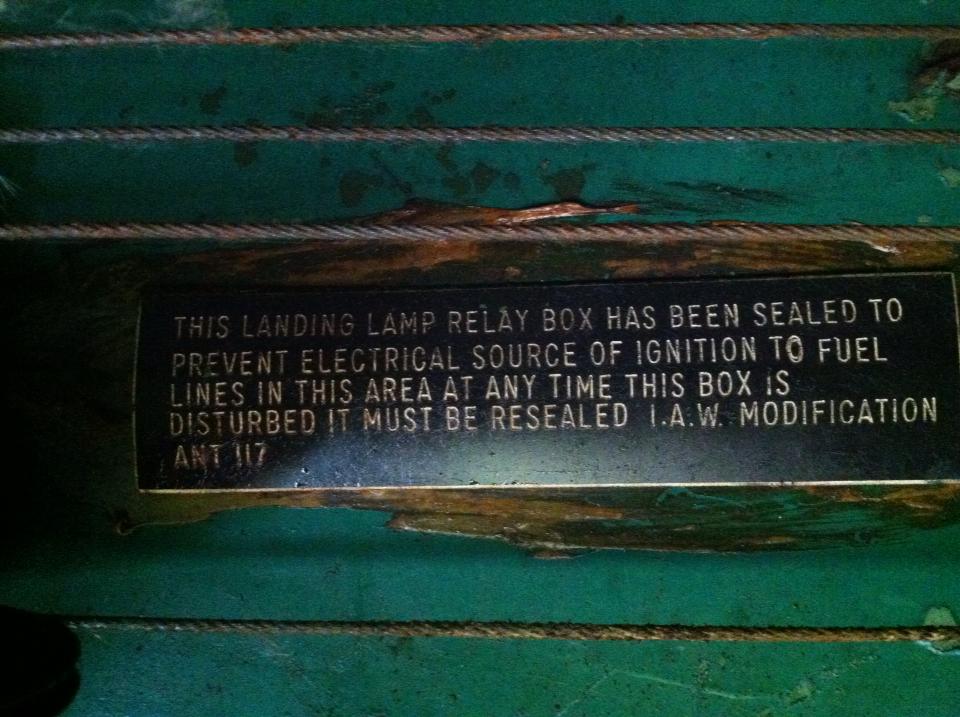 THIS LANDING LAMP RELAY BOX HAS BEEN SEALED TO
PREVENT ELECTRICAL SOURCE OF IGNITION TO FUEL
LINES IN THIS AREA AT ANY TIME THIS BOX IS
DISTURBED IT MUST BE RESEALED I.A.W. MODIFICATION
ANT 117